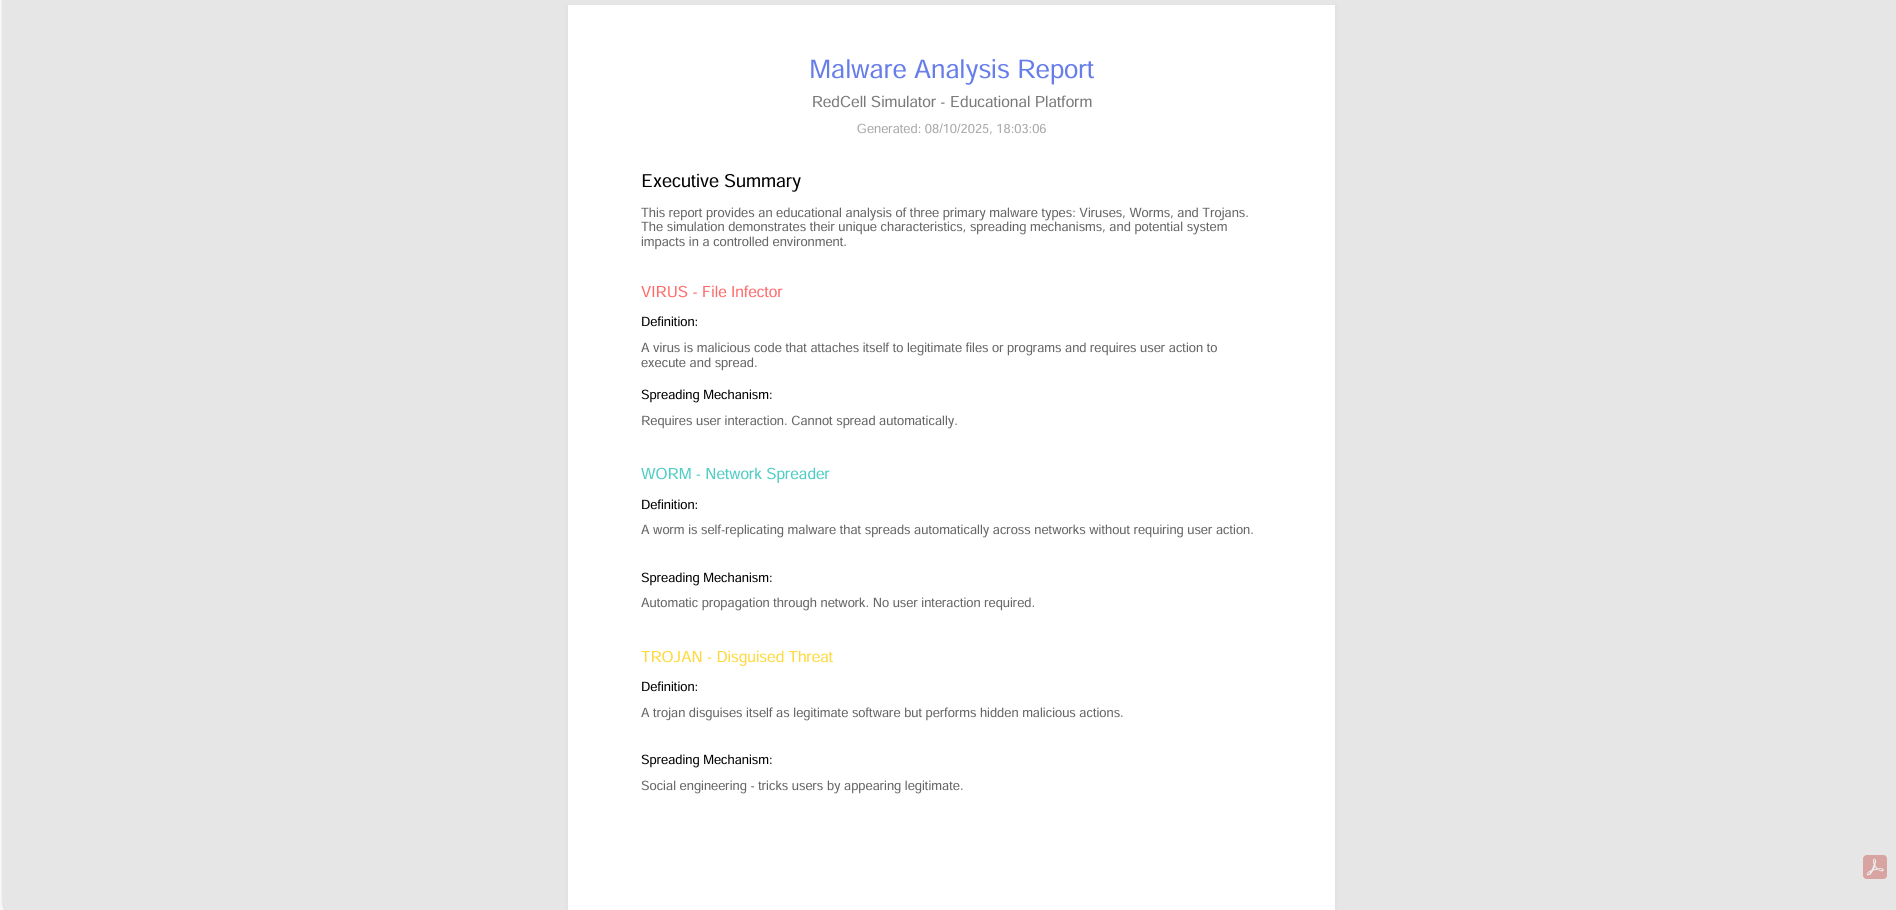 Malware Analysis Report
RedCell Simulator - Educational Platform
Generated: 08/10/2025, 18:03:06
Executive Summary
This report provides an educational analysis of three primary malware types: Viruses, Worms, and Trojans.
The simulation demonstrates their unique characteristics, spreading mechanisms, and potential system
impacts in a controlled environment.
VIRUS - File Infector
Definition:
A virus is malicious code that attaches itself to legitimate files or programs and requires user action to
execute and spread.
Spreading Mechanism:
Requires user interaction. Cannot spread automatically.
WORM - Network Spreader
Definition:
A worm is self-replicating malware that spreads automatically across networks without requiring user action.
Spreading Mechanism:
Automatic propagation through network. No user interaction required.
TROJAN - Disguised Threat
Definition:
A trojan disguises itself as legitimate software but performs hidden malicious actions.
Spreading Mechanism:
Social engineering - tricks users by appearing legitimate.